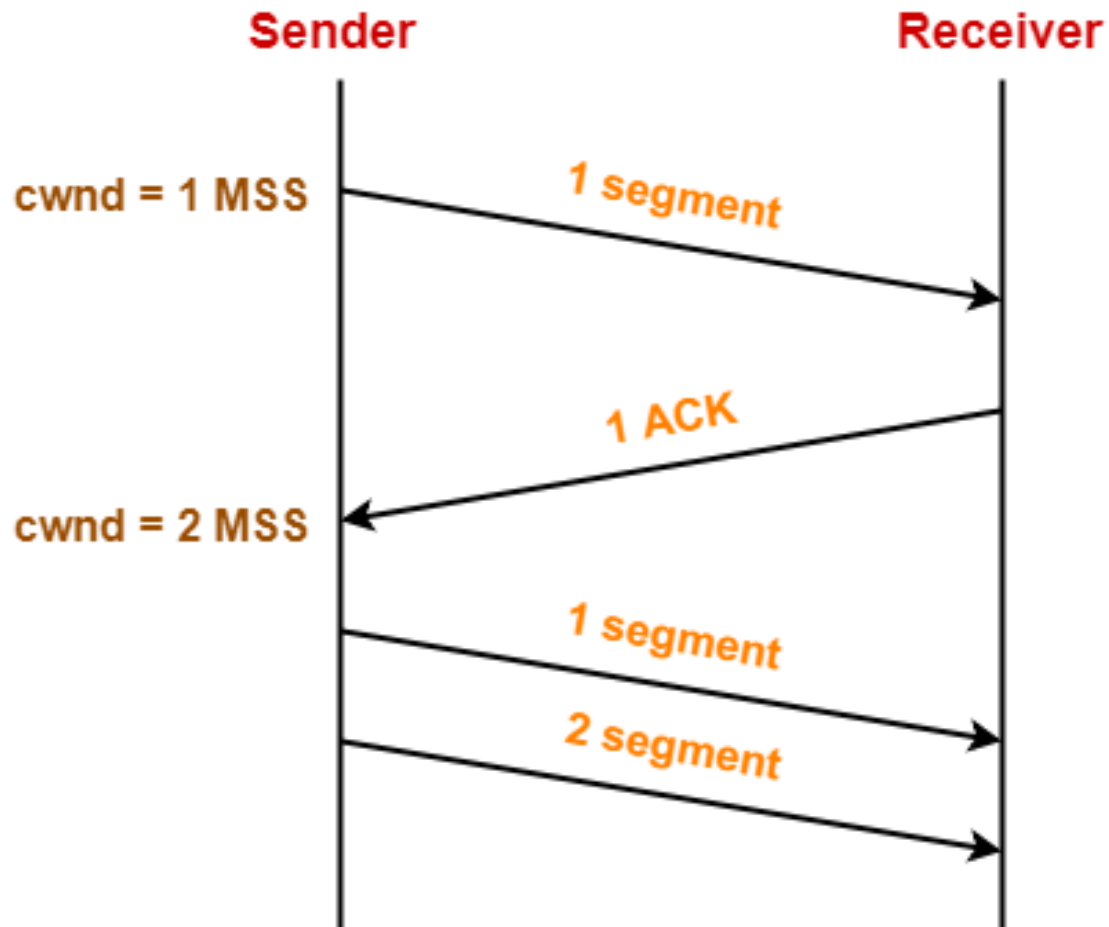 Sender
Receiver
cwnd = 1 MSS
1 segment
1 ACK
cwnd = 2 MSS
1 segment
2 segment